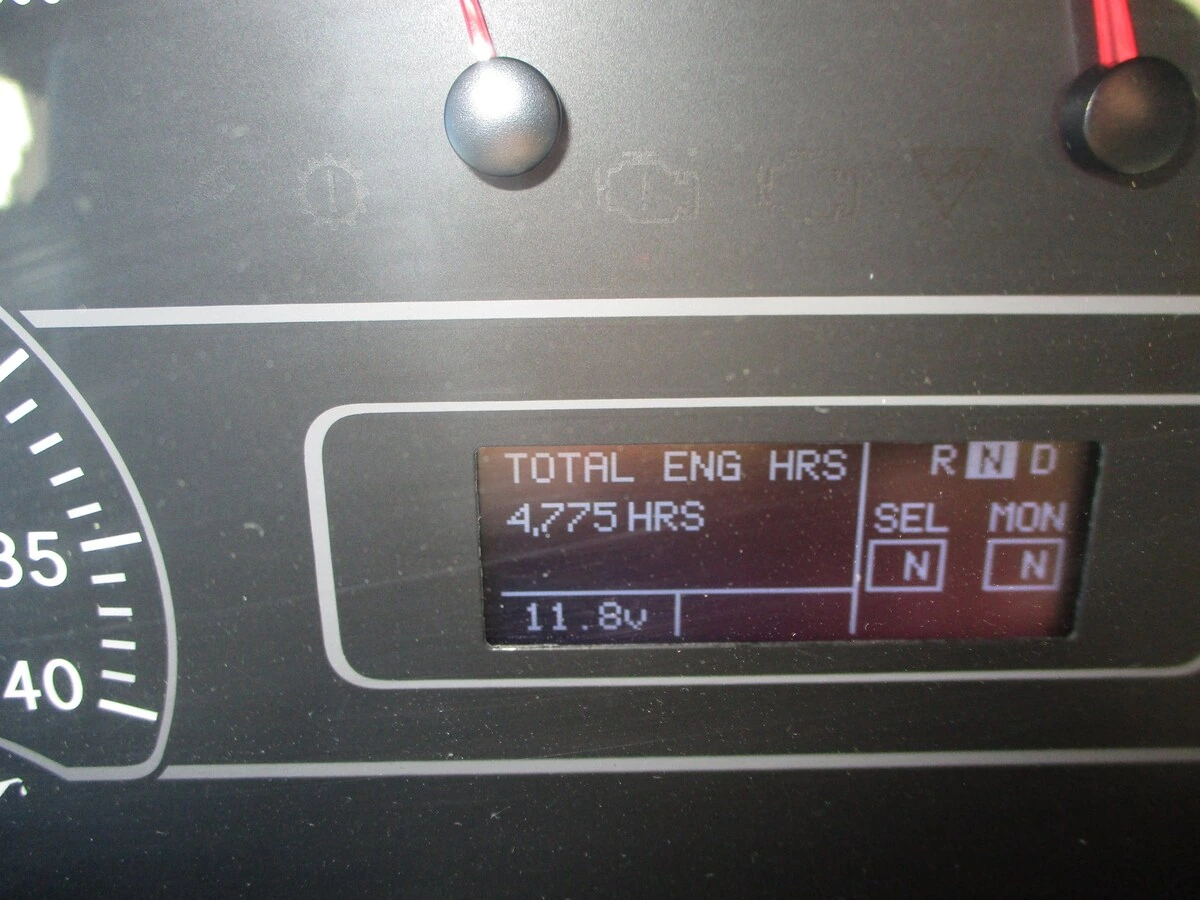 TOTAL ENG HRS
4,775 HRS
11.8v
R N D
SEL MON
N N
35
40